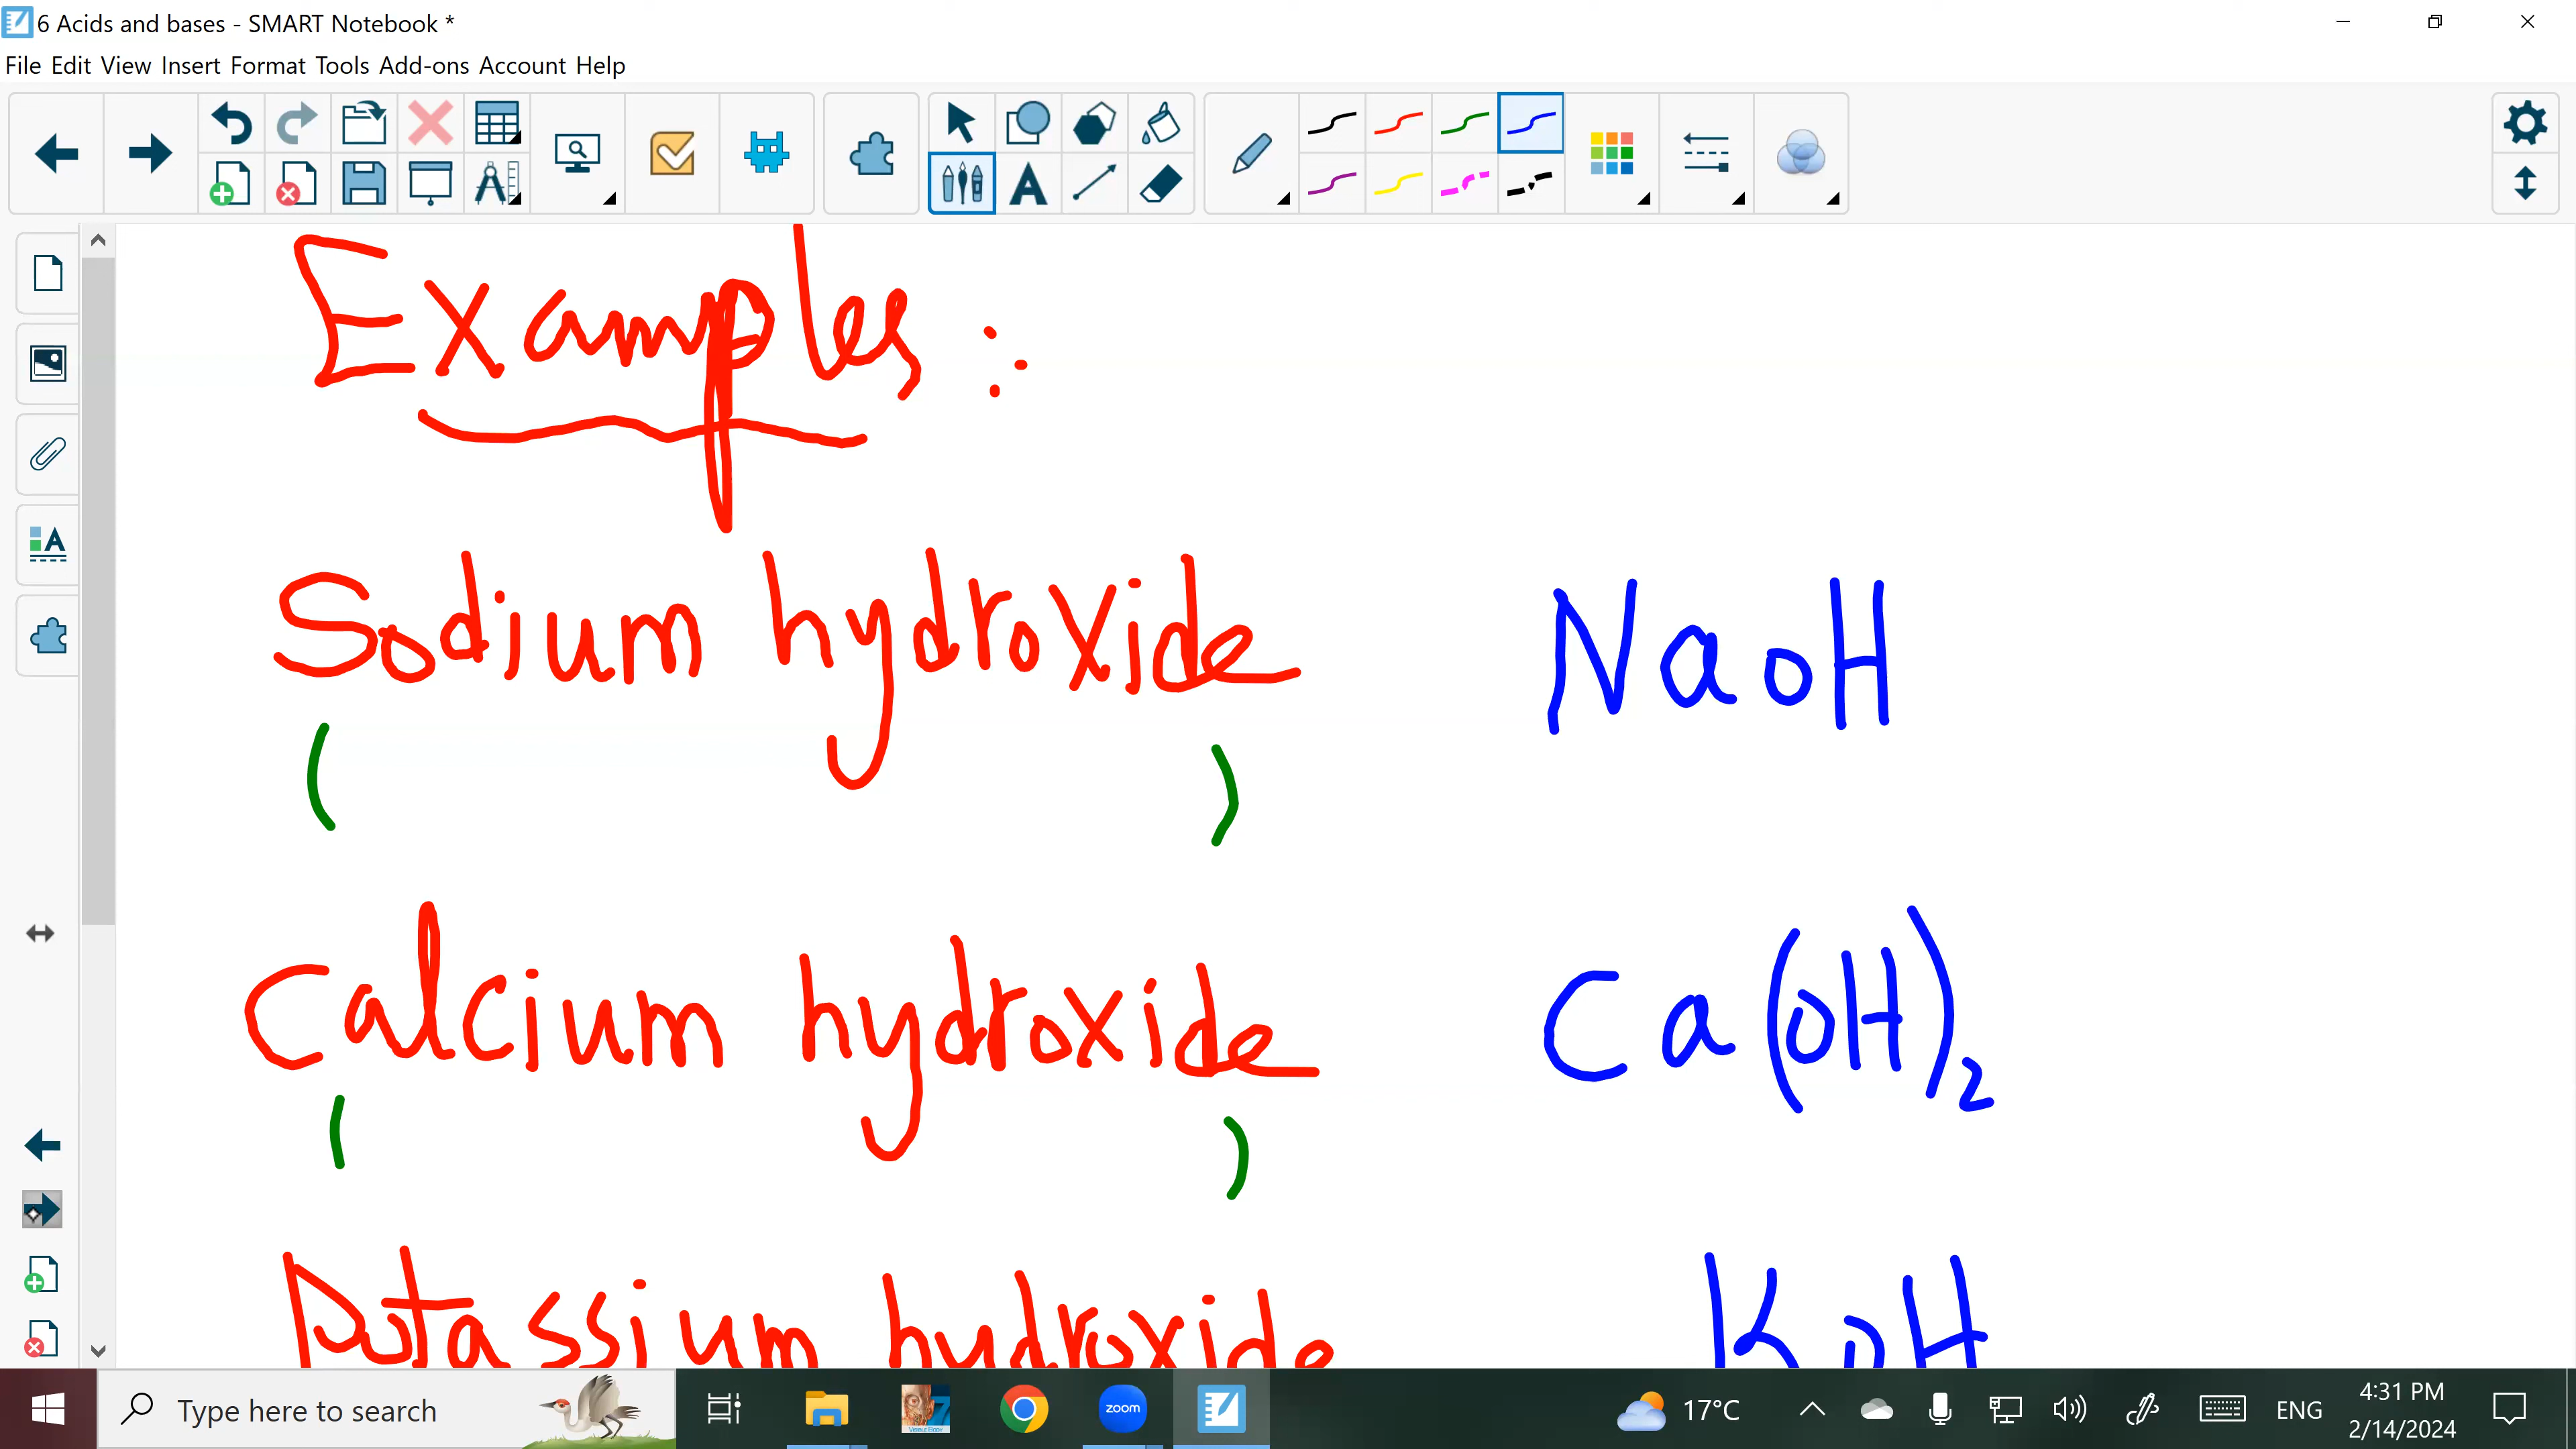 6 Acids and bases - SMART Notebook *
File Edit View Insert Format Tools Add-ons Account Help
Examples :-
Sodium hydroxide NaoH
( )
Calcium hydroxide Ca(oH)2
( )
Potassium hydroxide KoH
Type here to search
zoom
17°C
ENG
4:31 PM
2/14/2024